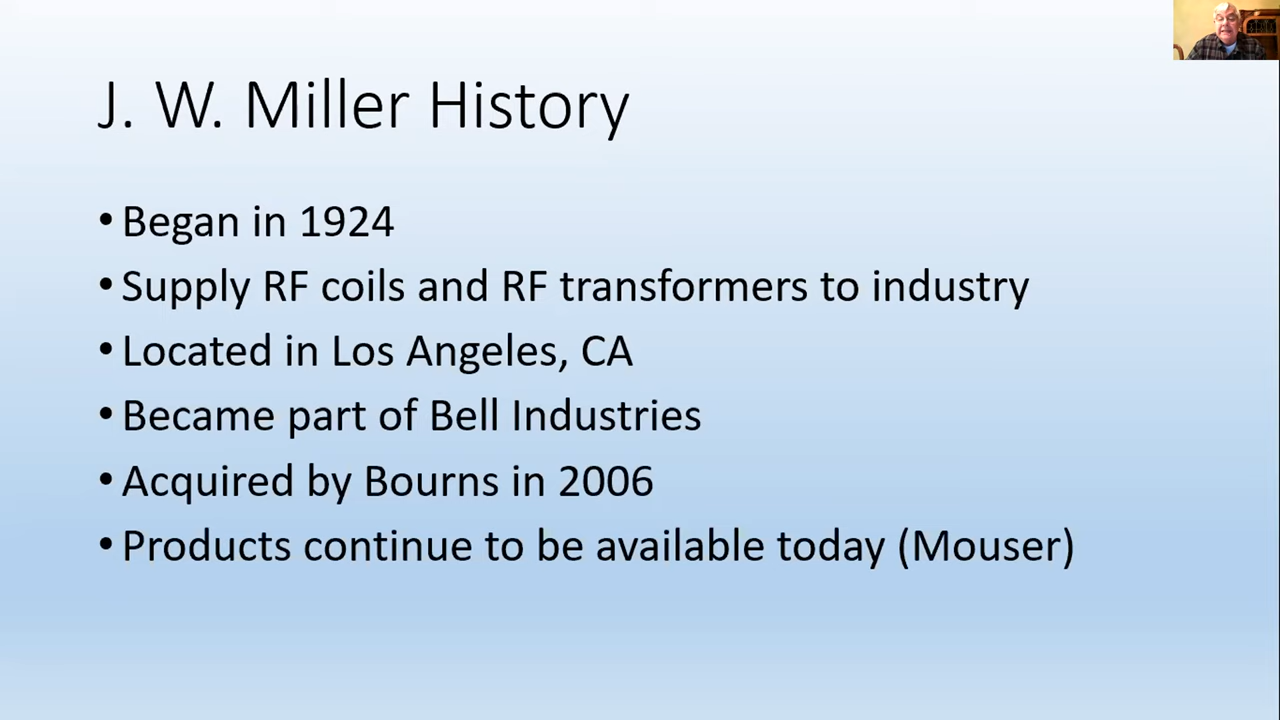 J. W. Miller History
• Began in 1924
• Supply RF coils and RF transformers to industry
• Located in Los Angeles, CA
• Became part of Bell Industries
• Acquired by Bourns in 2006
• Products continue to be available today (Mouser)